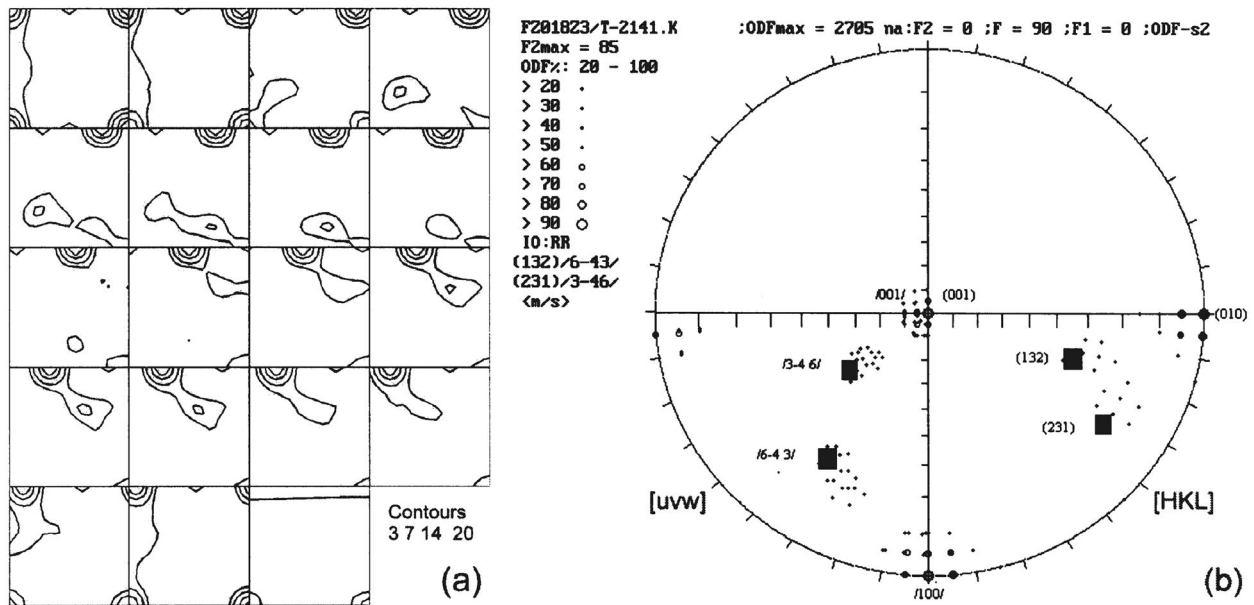 Contours
3 7 14 20
(a)
F201823/T-2141.K ;ODFmax = 2705 na:F2 = 0 ;F = 90 ;F1 = 0 ;ODF-s2
F2max = 85
ODF%: 20 - 100
> 20
> 30
> 40
> 50
> 60
> 70
> 80
> 90
IO:RR
(132)/6-43/
(231)/3-46/
<m/s>
/001/ (001)
(010)
/3-4 6/
(132)
(231)
/6-4 3/
[uvw]
[HKL]
/100/
(b)